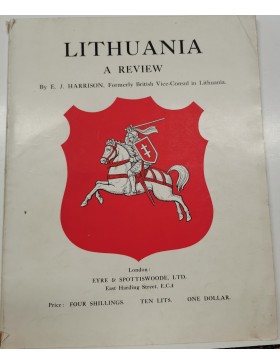 LITHUANIA
A REVIEW
By E. J. HARRISON, Formerly British Vice-Consul in Lithuania.
London:
EYRE & SPOTTISWOODE, LTD.
East Harding Street, E.C.4
Price: FOUR SHILLINGS. TEN LITS. ONE DOLLAR.